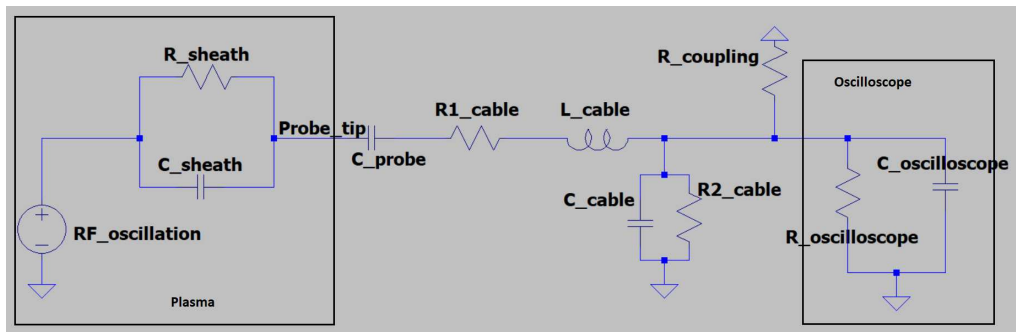 R_sheath
R_coupling
Oscilloscope
Probe_tip
R1_cable
L_cable
C_sheath
C_probe
C_oscilloscope
C_cable
R2_cable
+
−
RF_oscillation
R_oscilloscope
Plasma